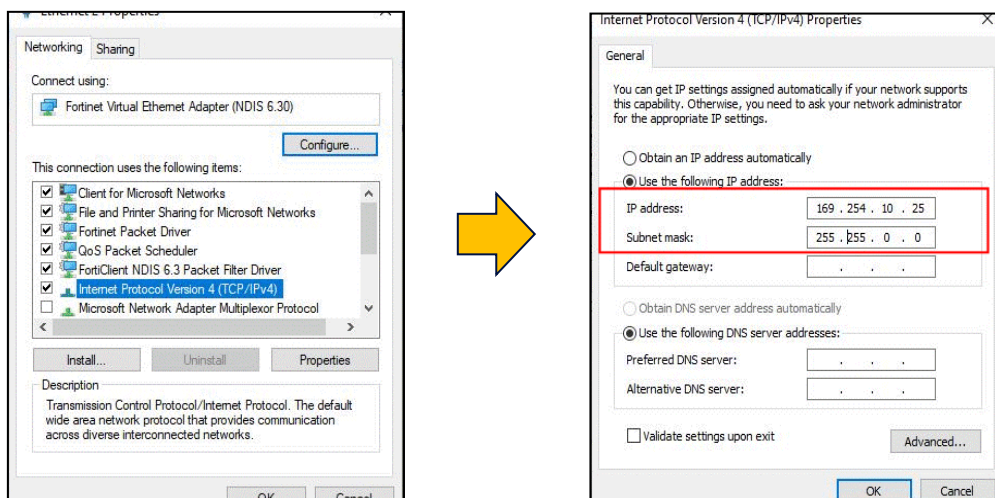 Ethernet 2 Properties
Networking
Sharing
Connect using:
Fortinet Virtual Ethernet Adapter (NDIS 6.30)
Configure...
This connection uses the following items:
Client for Microsoft Networks
File and Printer Sharing for Microsoft Networks
Fortinet Packet Driver
QoS Packet Scheduler
FortiClient NDIS 6.3 Packet Filter Driver
Internet Protocol Version 4 (TCP/IPv4)
Microsoft Network Adapter Multiplexor Protocol
Install...
Uninstall
Properties
Description
Transmission Control Protocol/Internet Protocol. The default
wide area network protocol that provides communication
across diverse interconnected networks.
OK
Cancel
Internet Protocol Version 4 (TCP/IPv4) Properties
General
You can get IP settings assigned automatically if your network supports
this capability. Otherwise, you need to ask your network administrator
for the appropriate IP settings.
Obtain an IP address automatically
Use the following IP address:
IP address:
169 . 254 . 10 . 25
Subnet mask:
255 . 255 . 0 . 0
Default gateway:
. . .
Obtain DNS server address automatically
Use the following DNS server addresses:
Preferred DNS server:
. . .
Alternative DNS server:
. . .
Validate settings upon exit
Advanced...
OK
Cancel